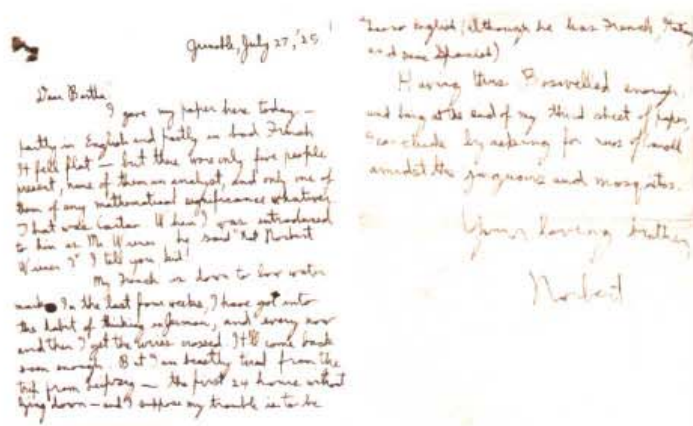 Grenoble, July 27, '25
Dear Bertha,
I gave my paper here today —
partly in English and partly in bad French
It fell flat — but there were only five people
present, none of them an analyst, and only one of
them of any mathematical significance whatever
That was Cartan When I was introduced
to him as Mr Wiener he said "Not Norbert
Wiener?" I tell you kid!
My French is down to low water
mark. In the last four weeks, I have got into
the habit of thinking in German, and every now
and then I get the wires crossed. It'll come back
soon enough. But I am beastly tired from the
trip from Leipzig — the first 24 hours without
lying down — and I suppose my trouble is to be
no English (although he has French,
and some Spanish)
Having thus Boswelled enough,
and being at the end of my third sheet of paper,
I conclude by asking for news of
amidst the jaguars and mosquitos.
Your loving brother,
Norbert